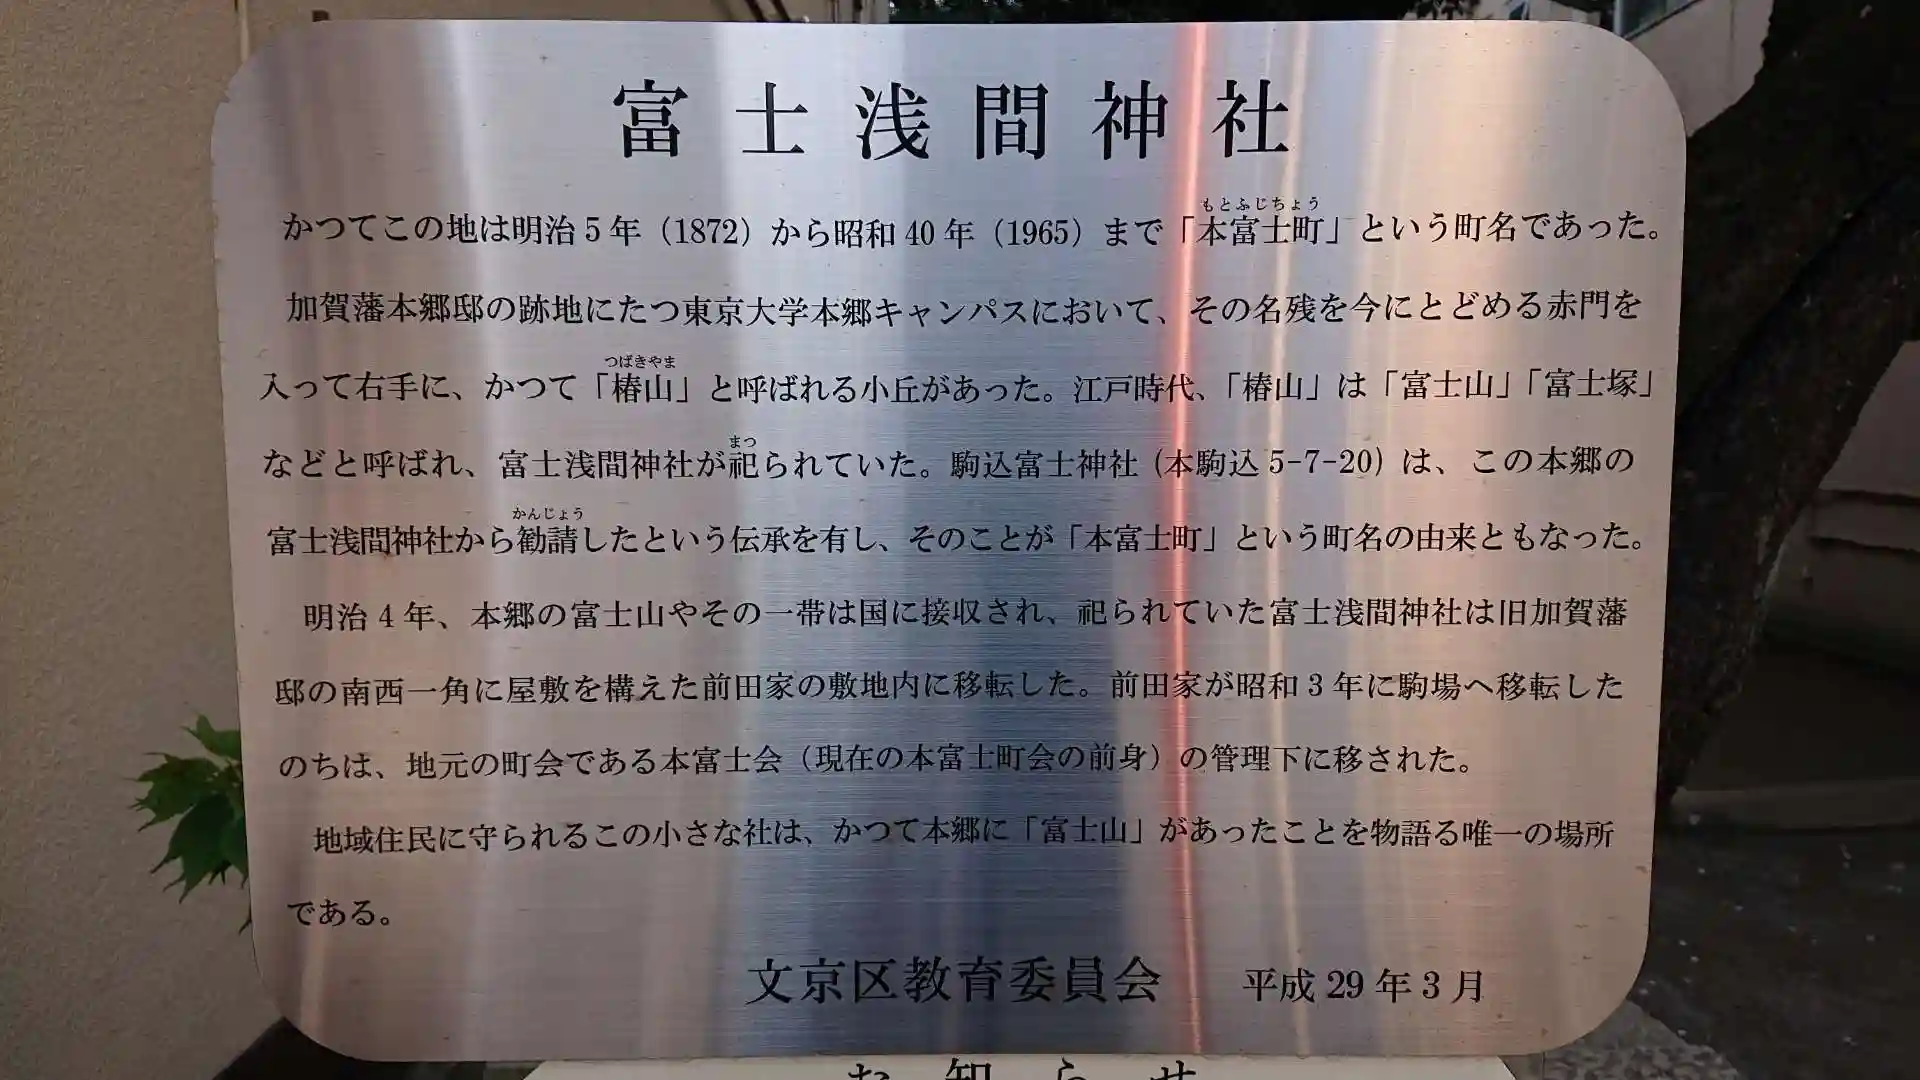 富士浅間神社
もとふじちょう
かつてこの地は明治5年（1872）から昭和40年（1965）まで「本富士町」という町名であった。
加賀藩本郷邸の跡地にたつ東京大学本郷キャンパスにおいて、その名残を今にとどめる赤門を
つばきやま
入って右手に、かつて「椿山」と呼ばれる小丘があった。江戸時代、「椿山」は「富士山」「富士塚」
まつ
などと呼ばれ、富士浅間神社が祀られていた。駒込富士神社（本駒込5-7-20）は、この本郷の
かんじょう
富士浅間神社から勧請したという伝承を有し、そのことが「本富士町」という町名の由来ともなった。
明治4年、本郷の富士山やその一帯は国に接収され、祀られていた富士浅間神社は旧加賀藩
邸の南西一角に屋敷を構えた前田家の敷地内に移転した。前田家が昭和3年に駒場へ移転した
のちは、地元の町会である本富士会（現在の本富士町会の前身）の管理下に移された。
地域住民に守られるこの小さな社は、かつて本郷に「富士山」があったことを物語る唯一の場所
である。
文京区教育委員会 平成29年3月
お知らせ